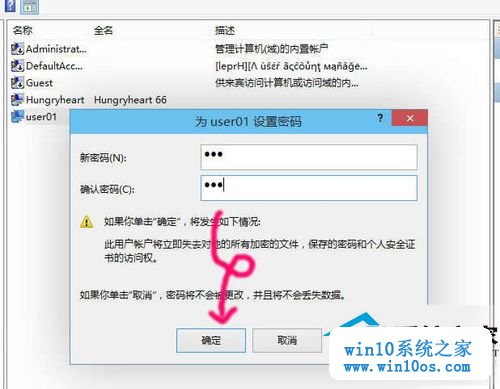 名称 全名 描述
Administrat... 管理计算机(域)的内置帐户
DefaultAcc...
Guest 供来宾访问计算机或访问域的内...
Hungryheart Hungryheart 66
user01
为 user01 设置密码 ?
新密码(N): ●●●
确认密码(C): ●●●
如果你单击"确定"，将发生如下情况:
此用户帐户将立即失去对他的所有加密的文件，保存的密码和个人安全证
书的访问权。
如果你单击"取消"，密码将不会被更改，并且将不会丢失数据。
确定 取消
win10系统之家
www.win10os.com